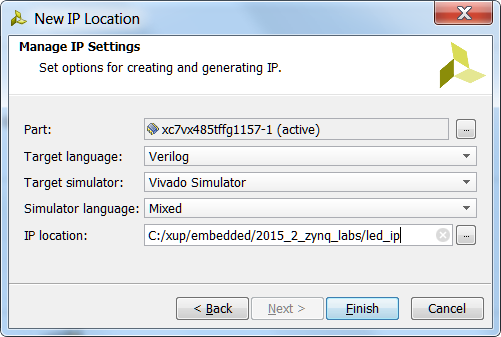 New IP Location
Manage IP Settings
Set options for creating and generating IP.
Part: xc7vx485tffg1157-1 (active) ...
Target language: Verilog
Target simulator: Vivado Simulator
Simulator language: Mixed
IP location: C:/xup/embedded/2015_2_zynq_labs/led_ip ...
< Back Next > Finish Cancel